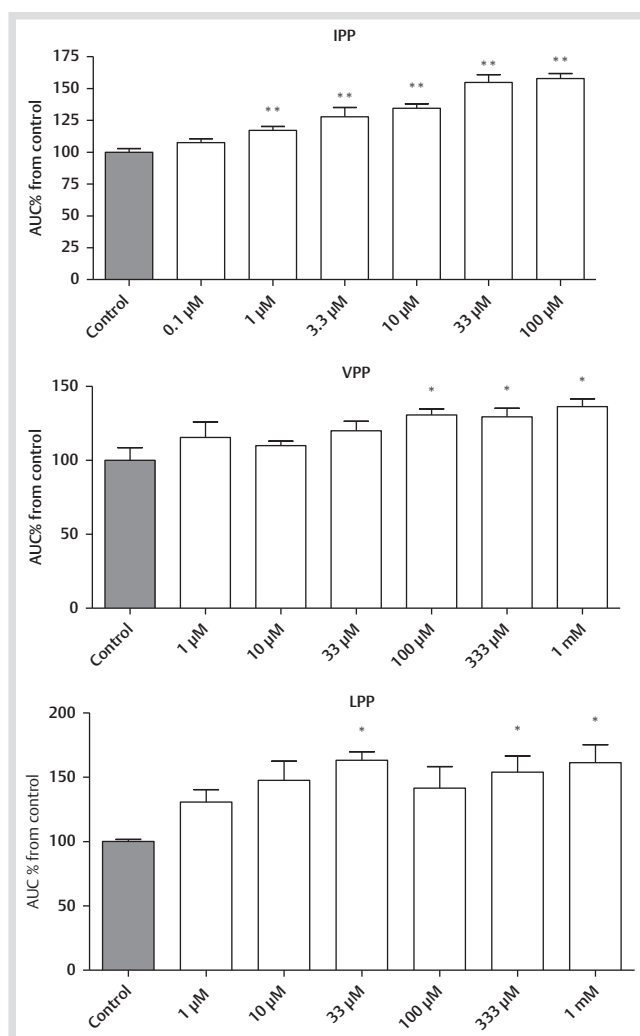 IPP
AUC% from control
175
150
125
100
75
50
25
0
** ** ** ** **
Control 0.1 µM 1 µM 3.3 µM 10 µM 33 µM 100 µM
VPP
AUC% from control
150
100
50
0
* * *
Control 1 µM 10 µM 33 µM 100 µM 333 µM 1 mM
LPP
AUC % from control
200
150
100
50
0
* * *
Control 1 µM 10 µM 33 µM 100 µM 333 µM 1 mM